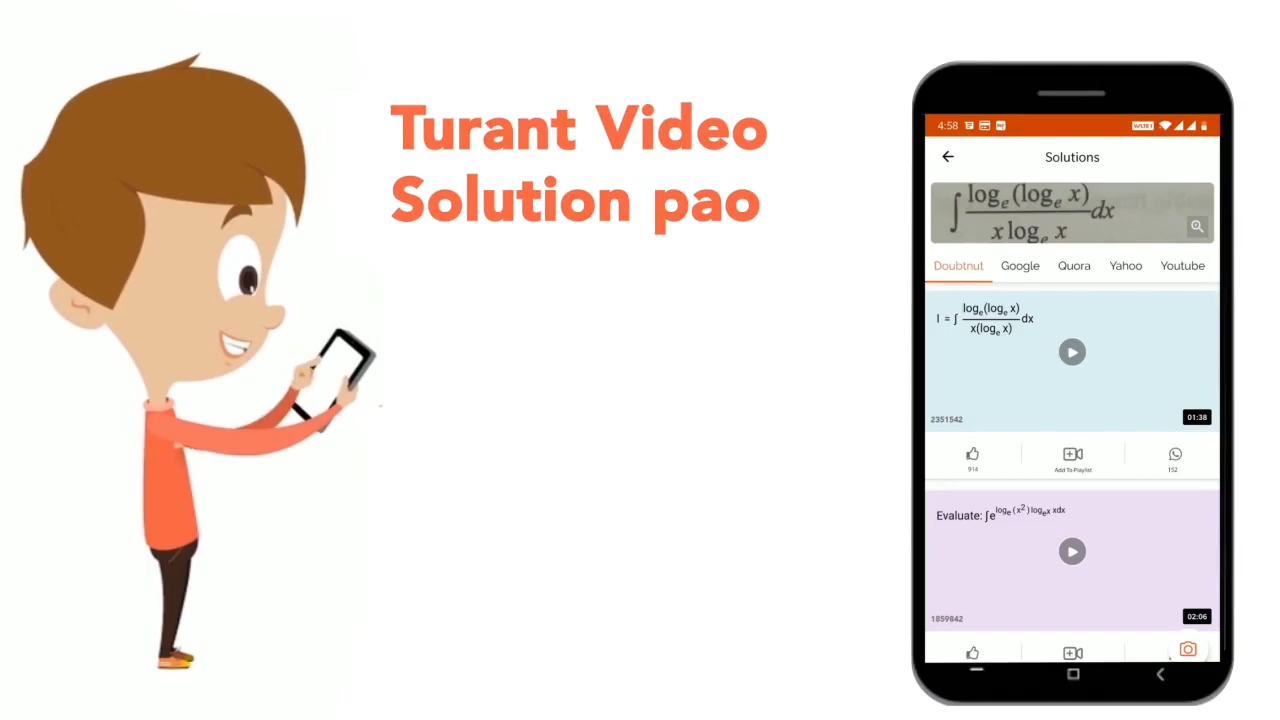 Turant Video
Solution pao
4:58
Solutions
∫ logₑ(logₑ x) / x logₑ x dx
Doubtnut Google Quora Yahoo Youtube
I = ∫ logₑ(logₑ x) / x(logₑ x) dx
2351542 01:38
914 Add To Playlist 152
Evaluate: ∫e^logₑ(x²)logₑx xdx
1859842 02:06